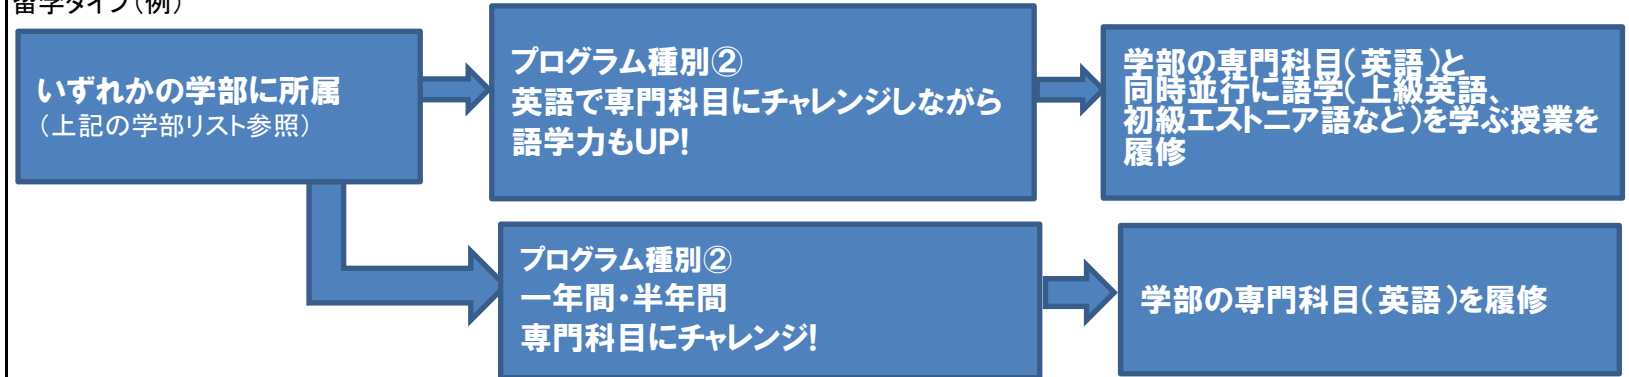 留学タイプ(例)
いずれかの学部に所属
(上記の学部リスト参照)
プログラム種別②
英語で専門科目にチャレンジしながら
語学力もUP!
学部の専門科目(英語)と
同時並行に語学(上級英語、
初級エストニア語など)を学ぶ授業を
履修
プログラム種別②
一年間・半年間
専門科目にチャレンジ!
学部の専門科目(英語)を履修